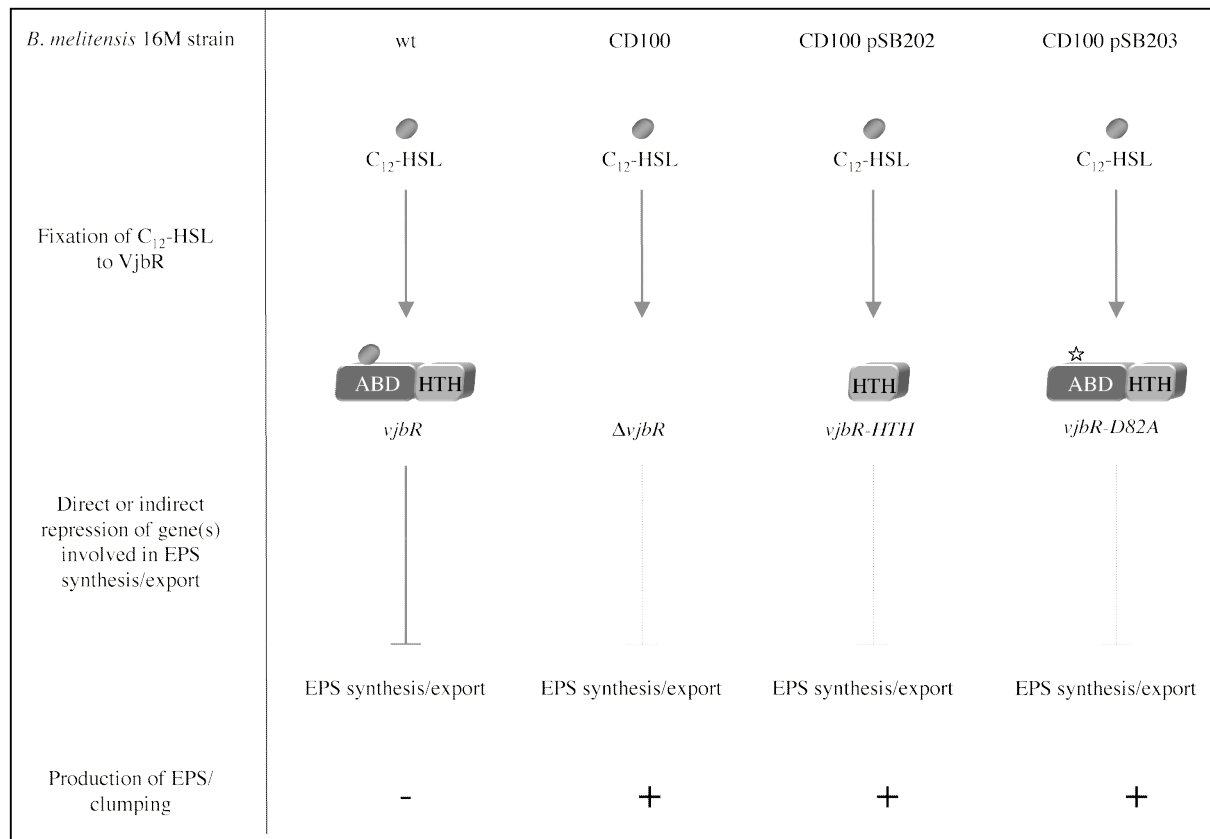 B. melitensis 16M strain wt CD100 CD100 pSB202 CD100 pSB203
C12-HSL C12-HSL C12-HSL C12-HSL
Fixation of C12-HSL
to VjbR
ABD HTH HTH ABD HTH
vjbR ΔvjbR vjbR-HTH vjbR-D82A
Direct or indirect
repression of gene(s)
involved in EPS
synthesis/export
EPS synthesis/export EPS synthesis/export EPS synthesis/export EPS synthesis/export
Production of EPS/
clumping
- + + +